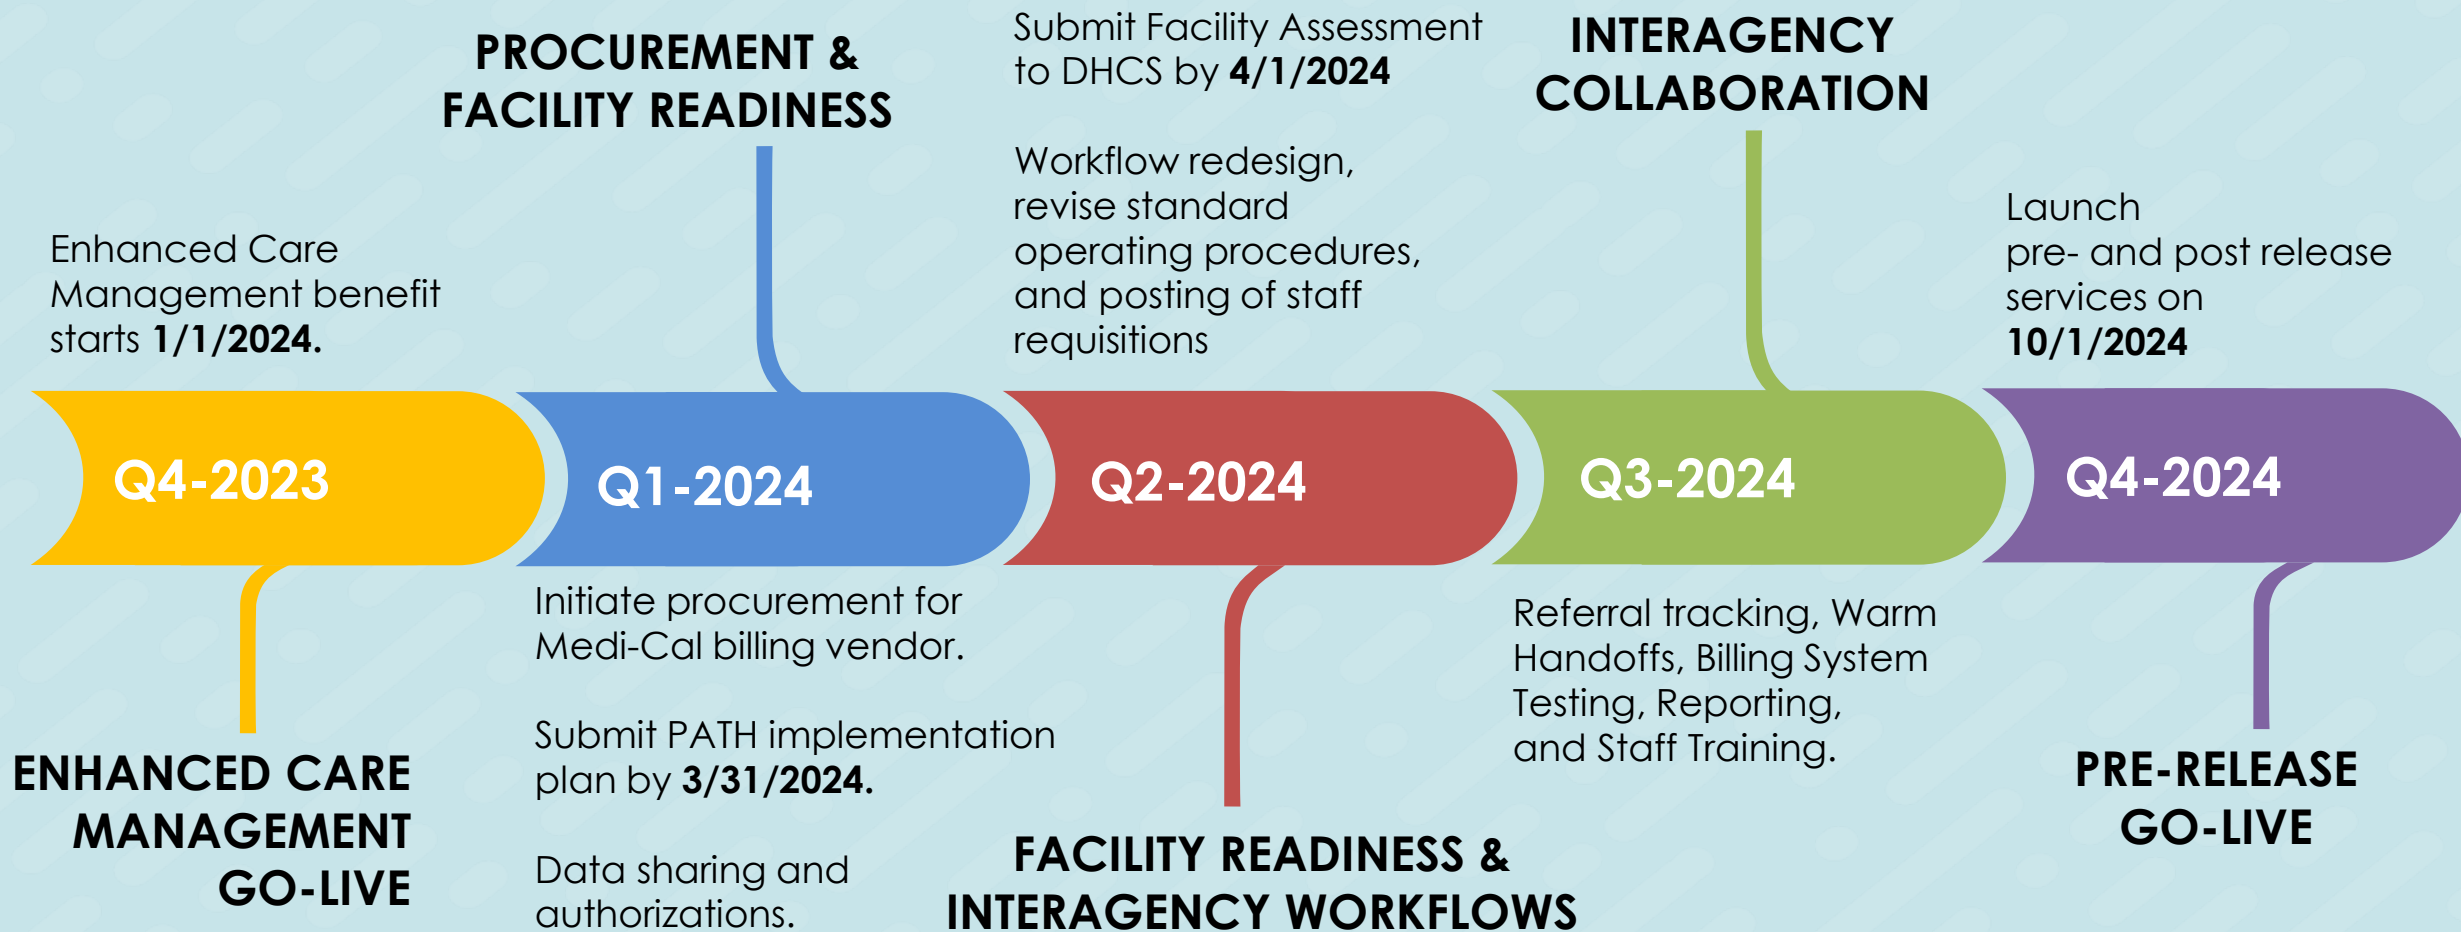 PROCUREMENT &
FACILITY READINESS
Submit Facility Assessment
to DHCS by 4/1/2024
Workflow redesign,
revise standard
operating procedures,
and posting of staff
requisitions
INTERAGENCY
COLLABORATION
Enhanced Care
Management benefit
starts 1/1/2024.
Launch
pre- and post release
services on
10/1/2024
Q4-2023
Q1-2024
Q2-2024
Q3-2024
Q4-2024
ENHANCED CARE
MANAGEMENT
GO-LIVE
Initiate procurement for
Medi-Cal billing vendor.
Submit PATH implementation
plan by 3/31/2024.
Data sharing and
authorizations.
FACILITY READINESS &
INTERAGENCY WORKFLOWS
Referral tracking, Warm
Handoffs, Billing System
Testing, Reporting,
and Staff Training.
PRE-RELEASE
GO-LIVE